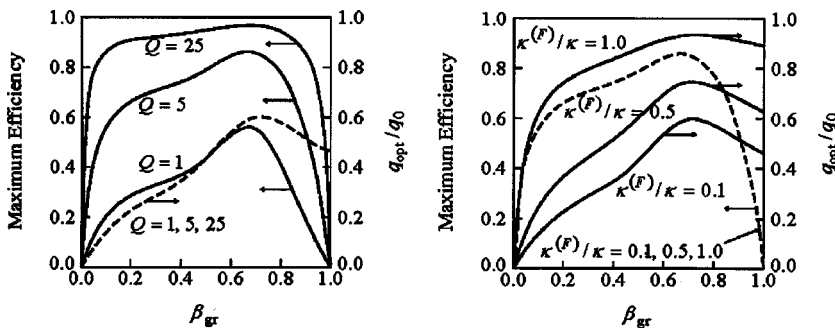 Maximum Efficiency
1.0
0.8
0.6
0.4
0.2
0.0
0.0 0.2 0.4 0.6 0.8 1.0
β_gr
1.0
0.8
0.6
0.4
0.2
0.0
q_opt/q_0
Q = 25
Q = 5
Q = 1
Q = 1, 5, 25
Maximum Efficiency
1.0
0.8
0.6
0.4
0.2
0.0
0.0 0.2 0.4 0.6 0.8 1.0
β_gr
1.0
0.8
0.6
0.4
0.2
0.0
q_opt/q_0
κ^(F)/κ = 1.0
κ^(F)/κ = 0.5
κ^(F)/κ = 0.1
κ^(F)/κ = 0.1, 0.5, 1.0